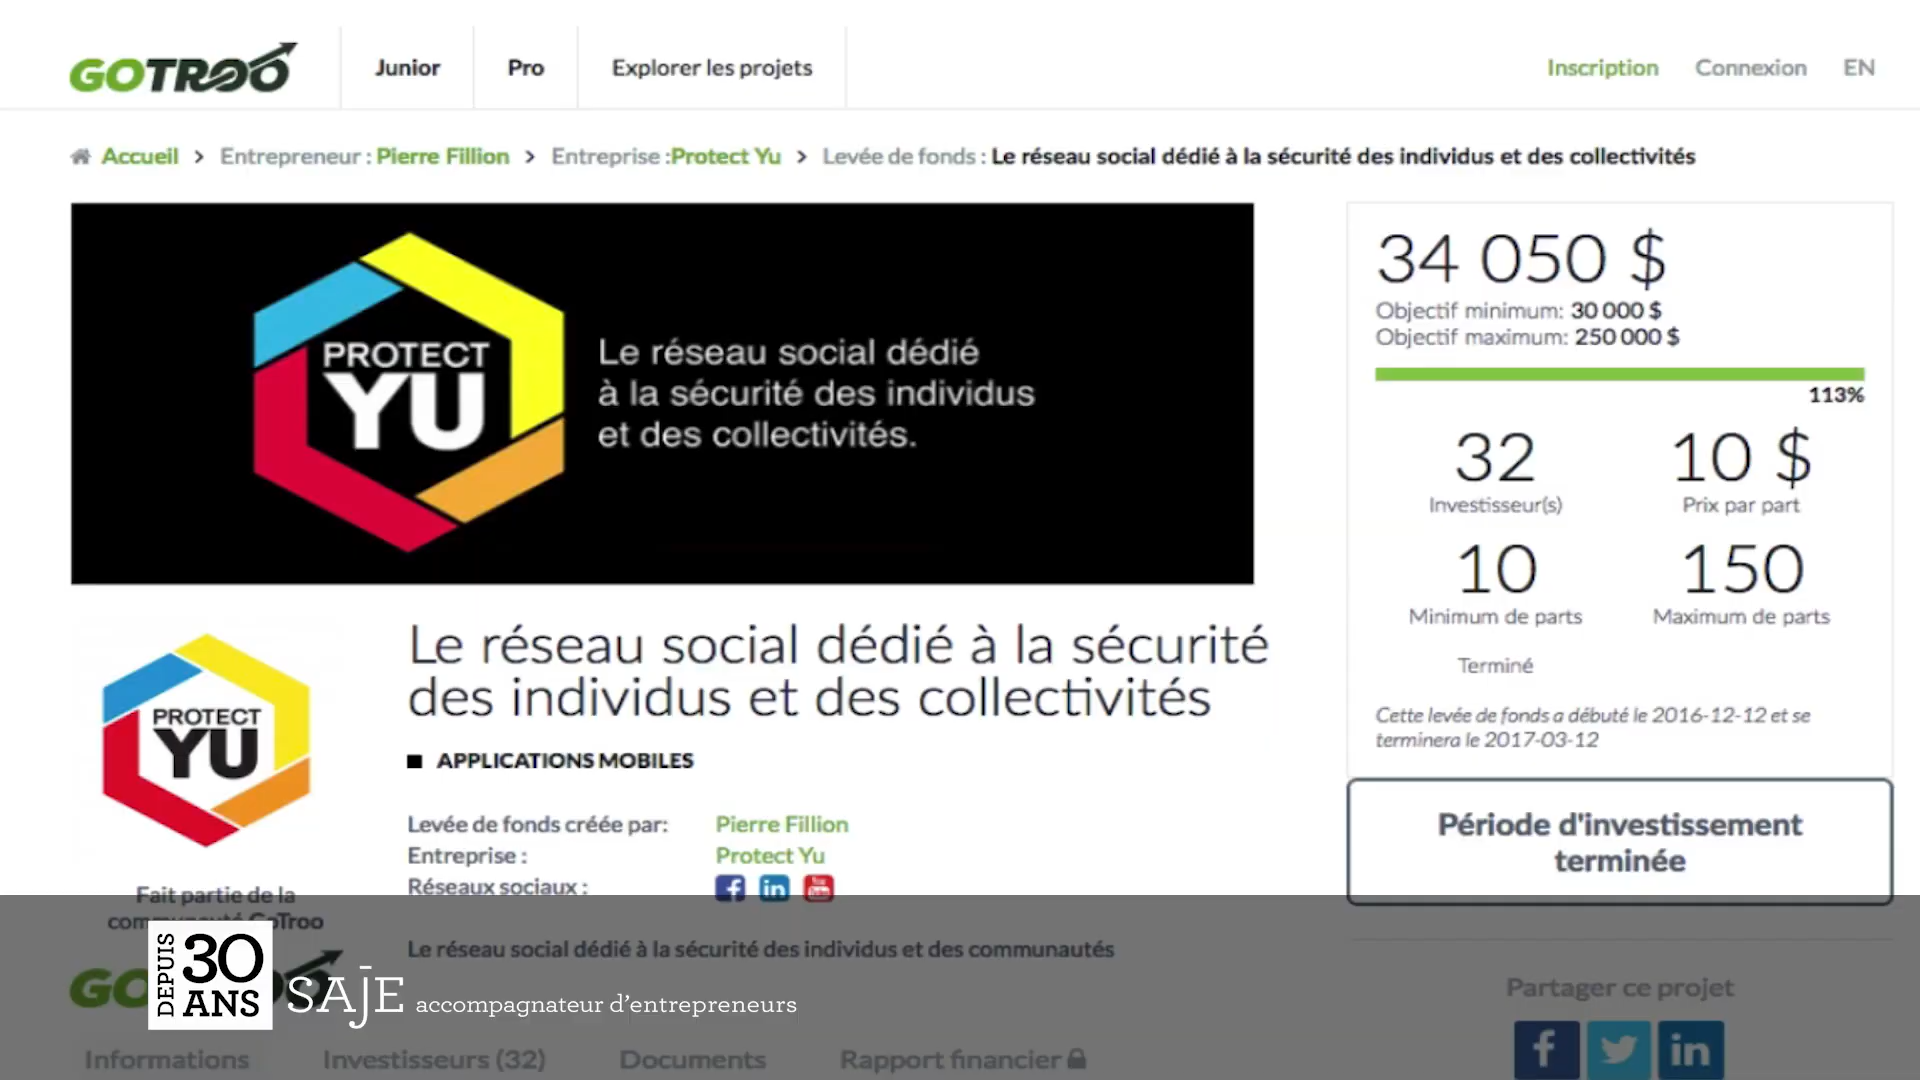 GOTROO
Junior
Pro
Explorer les projets
Inscription
Connexion
EN
Accueil > Entrepreneur : Pierre Fillion > Entreprise :Protect Yu > Levée de fonds : Le réseau social dédié à la sécurité des individus et des collectivités
PROTECT
YU
Le réseau social dédié
à la sécurité des individus
et des collectivités.
34 050 $
Objectif minimum: 30 000 $
Objectif maximum: 250 000 $
113%
32
Investisseur(s)
10 $
Prix par part
10
Minimum de parts
150
Maximum de parts
Terminé
Cette levée de fonds a débuté le 2016-12-12 et se
terminera le 2017-03-12
Période d'investissement
terminée
PROTECT
YU
Le réseau social dédié à la sécurité
des individus et des collectivités
APPLICATIONS MOBILES
Levée de fonds créée par: Pierre Fillion
Entreprise : Protect Yu
Réseaux sociaux :
Fait partie de la
communauté GoTroo
Le réseau social dédié à la sécurité des individus et des communautés
DEPUIS
30
ANS
SAJE accompagnateur d'entrepreneurs
Informations
Investisseurs (32)
Documents
Rapport financier
Partager ce projet